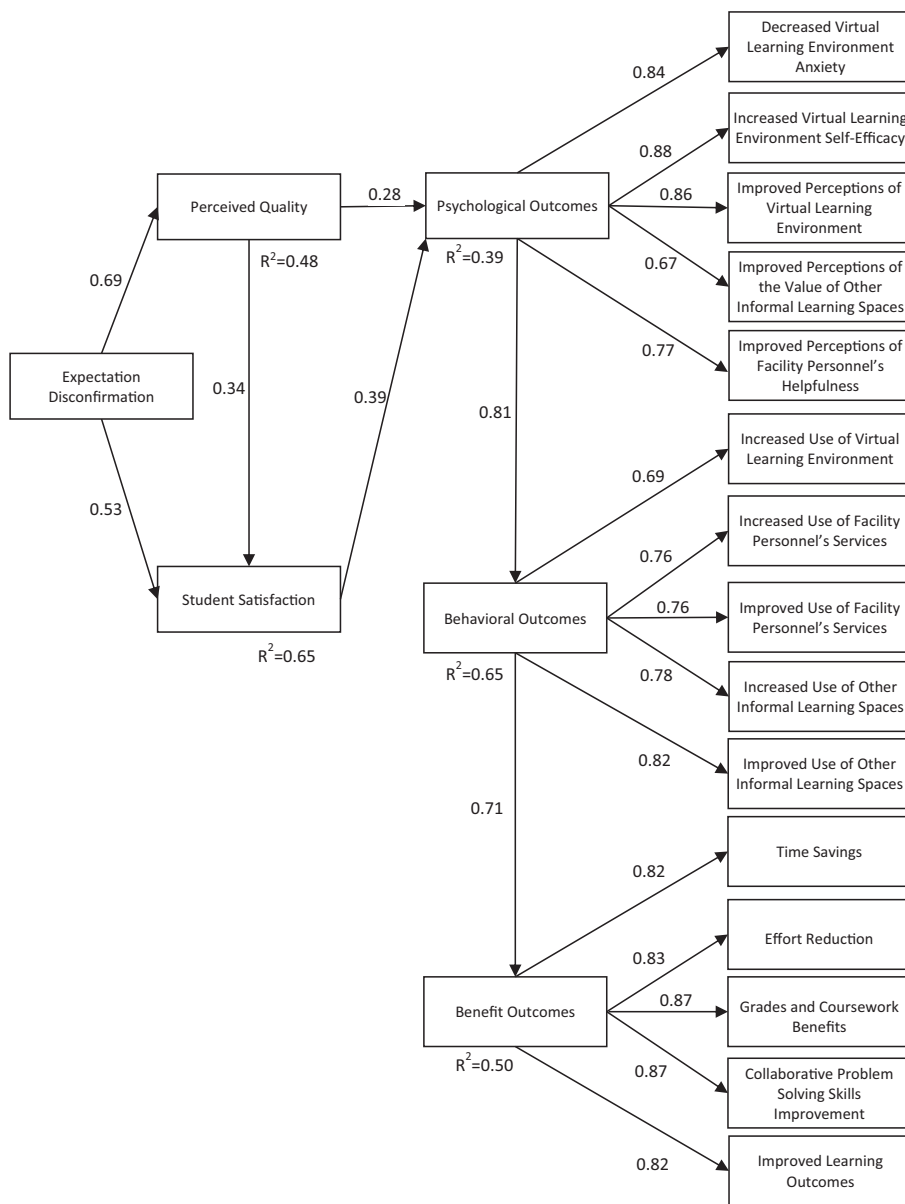 Decreased Virtual
Learning Environment
Anxiety
0.84
Increased Virtual Learning
Environment Self-Efficacy
0.88
Perceived Quality
0.28
Psychological Outcomes
0.86
Improved Perceptions of
Virtual Learning
Environment
R²=0.48
R²=0.39
0.67
Improved Perceptions of
the Value of Other
Informal Learning Spaces
0.69
0.77
Improved Perceptions of
Facility Personnel's
Helpfulness
Expectation
Disconfirmation
0.34
0.39
0.81
Increased Use of Virtual
Learning Environment
0.69
0.53
Increased Use of Facility
Personnel's Services
0.76
Student Satisfaction
Behavioral Outcomes
0.76
Improved Use of Facility
Personnel's Services
R²=0.65
R²=0.65
0.78
Increased Use of Other
Informal Learning Spaces
0.82
Improved Use of Other
Informal Learning Spaces
0.71
Time Savings
0.82
Effort Reduction
0.83
Benefit Outcomes
0.87
Grades and Coursework
Benefits
R²=0.50
0.87
Collaborative Problem
Solving Skills
Improvement
0.82
Improved Learning
Outcomes